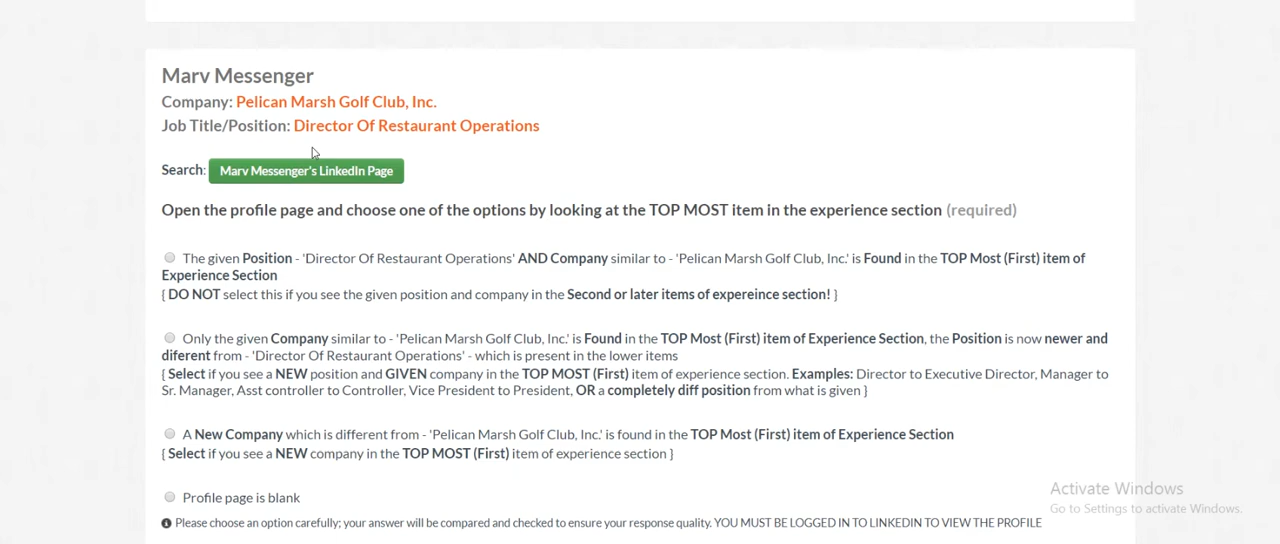 Marv Messenger
Company: Pelican Marsh Golf Club, Inc.
Job Title/Position: Director Of Restaurant Operations
Search: Marv Messenger's LinkedIn Page
Open the profile page and choose one of the options by looking at the TOP MOST item in the experience section (required)
The given Position - 'Director Of Restaurant Operations' AND Company similar to - 'Pelican Marsh Golf Club, Inc.' is Found in the TOP Most (First) item of
Experience Section
{ DO NOT select this if you see the given position and company in the Second or later items of expereince section! }
Only the given Company similar to - 'Pelican Marsh Golf Club, Inc.' is Found in the TOP Most (First) item of Experience Section, the Position is now newer and
diferent from - 'Director Of Restaurant Operations' - which is present in the lower items
{ Select if you see a NEW position and GIVEN company in the TOP MOST (First) item of experience section. Examples: Director to Executive Director, Manager to
Sr. Manager, Asst controller to Controller, Vice President to President, OR a completely diff position from what is given }
A New Company which is different from - 'Pelican Marsh Golf Club, Inc.' is found in the TOP Most (First) item of Experience Section
{ Select if you see a NEW company in the TOP MOST (First) item of experience section }
Profile page is blank
Please choose an option carefully; your answer will be compared and checked to ensure your response quality. YOU MUST BE LOGGED IN TO LINKEDIN TO VIEW THE PROFILE
Activate Windows
Go to Settings to activate Windows.